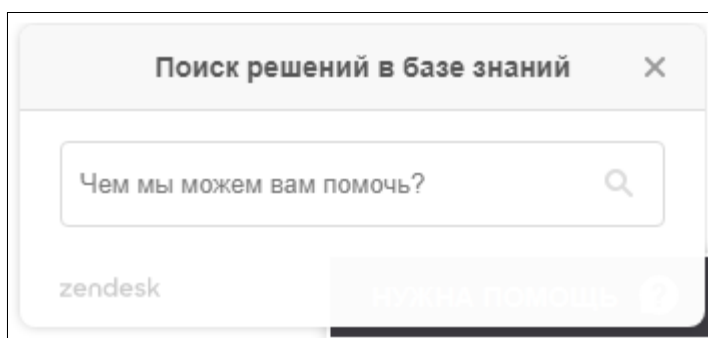 Поиск решений в базе знаний
Чем мы можем вам помочь?
zendesk
НУЖНА ПОМОЩЬ